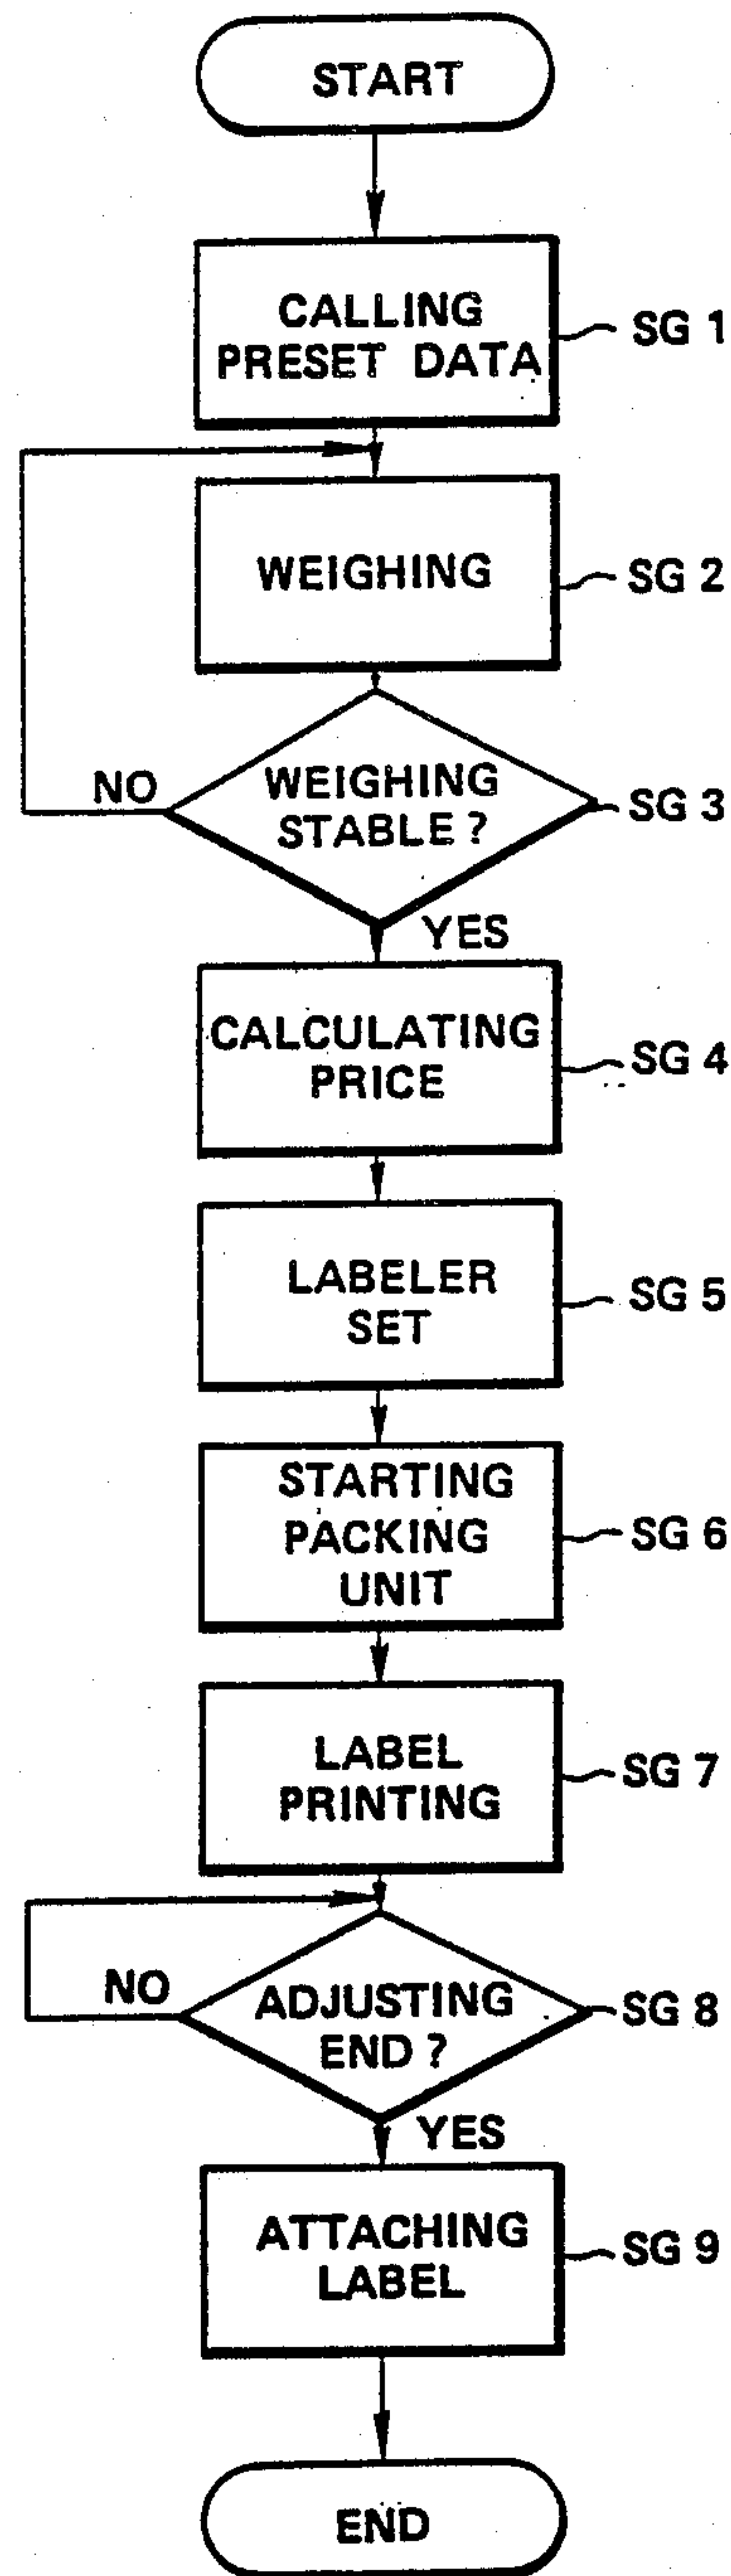 START
CALLING
PRESET DATA
SG 1
WEIGHING
SG 2
NO
WEIGHING
STABLE ?
SG 3
YES
CALCULATING
PRICE
SG 4
LABELER
SET
SG 5
STARTING
PACKING
UNIT
SG 6
LABEL
PRINTING
SG 7
NO
ADJUSTING
END ?
SG 8
YES
ATTACHING
LABEL
SG 9
END